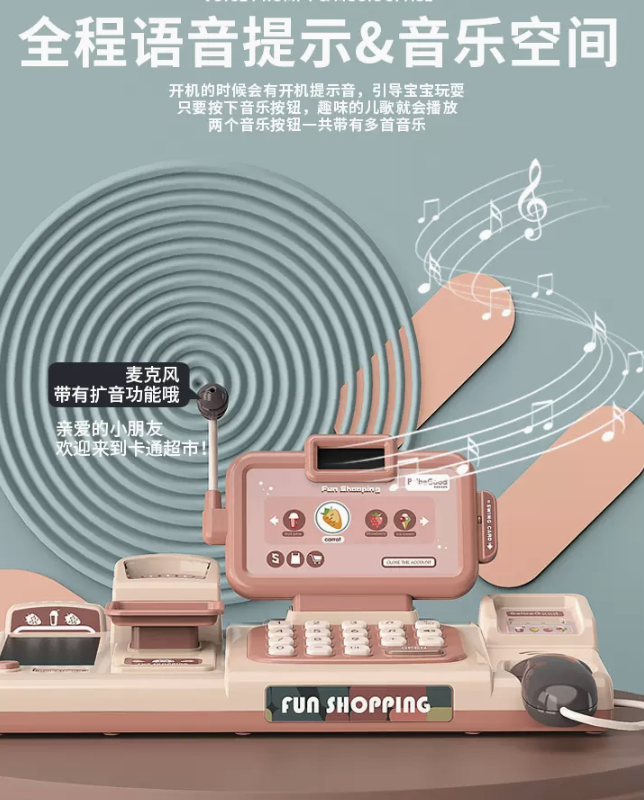 全程语音提示&音乐空间
开机的时候会有开机提示音，引导宝宝玩耍
只要按下音乐按钮，趣味的儿歌就会播放
两个音乐按钮一共带有多首音乐
麦克风
带有扩音功能哦
亲爱的小朋友
欢迎来到卡通超市！
Fun Shopping
carrot
CLOSE THE ACCOUNT
FUN SHOPPING